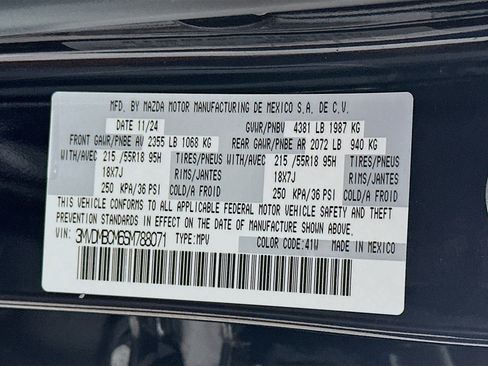 MFD. BY MAZDA MOTOR MANUFACTURING DE MEXICO S.A. DE C.V.
DATE 11/24 GVWR/PNBV 4381 LB 1987 KG
FRONT GAWR/PNBE AV 2355 LB 1068 KG REAR GAWR/PNBE AR 2072 LB 940 KG
WITH/AVEC 215 /55R18 95H TIRES/PNEUS WITH/AVEC 215 /55R18 95H TIRES/PNEUS
18X7J RIMS/JANTES 18X7J RIMS/JANTES
250 KPA/36 PSI COLD/A FROID 250 KPA/36 PSI COLD/A FROID
THIS VEHICLE CONFORMS TO ALL APPLICABLE FEDERAL MOTOR VEHICLE SAFETY AND THEFT
PREVENTION STANDARDS IN EFFECT ON THE DATE OF MANUFACTURE SHOWN ABOVE.
VIN: 3MVDMBCM6SM788071 TYPE:MPV
COLOR CODE:41W MADE IN MEXICO